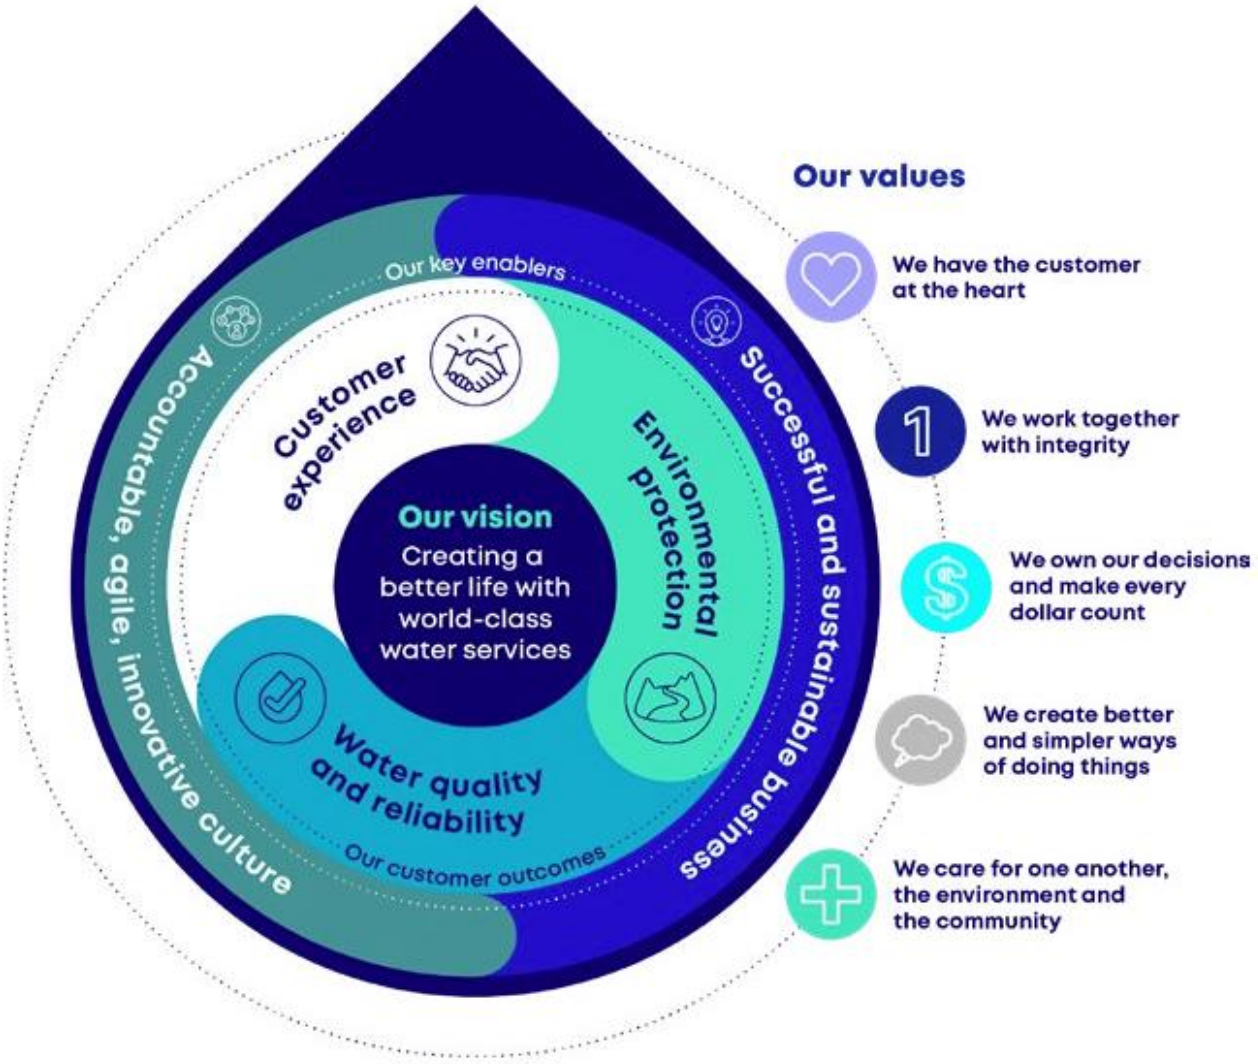 Our key enablers
Accountable, agile, innovative culture
Successful and sustainable business
Customer
experience
Environmental
protection
Water quality
and reliability
Our customer outcomes
Our vision
Creating a
better life with
world-class
water services
Our values
We have the customer
at the heart
1
We work together
with integrity
$
We own our decisions
and make every
dollar count
We create better
and simpler ways
of doing things
We care for one another,
the environment and
the community